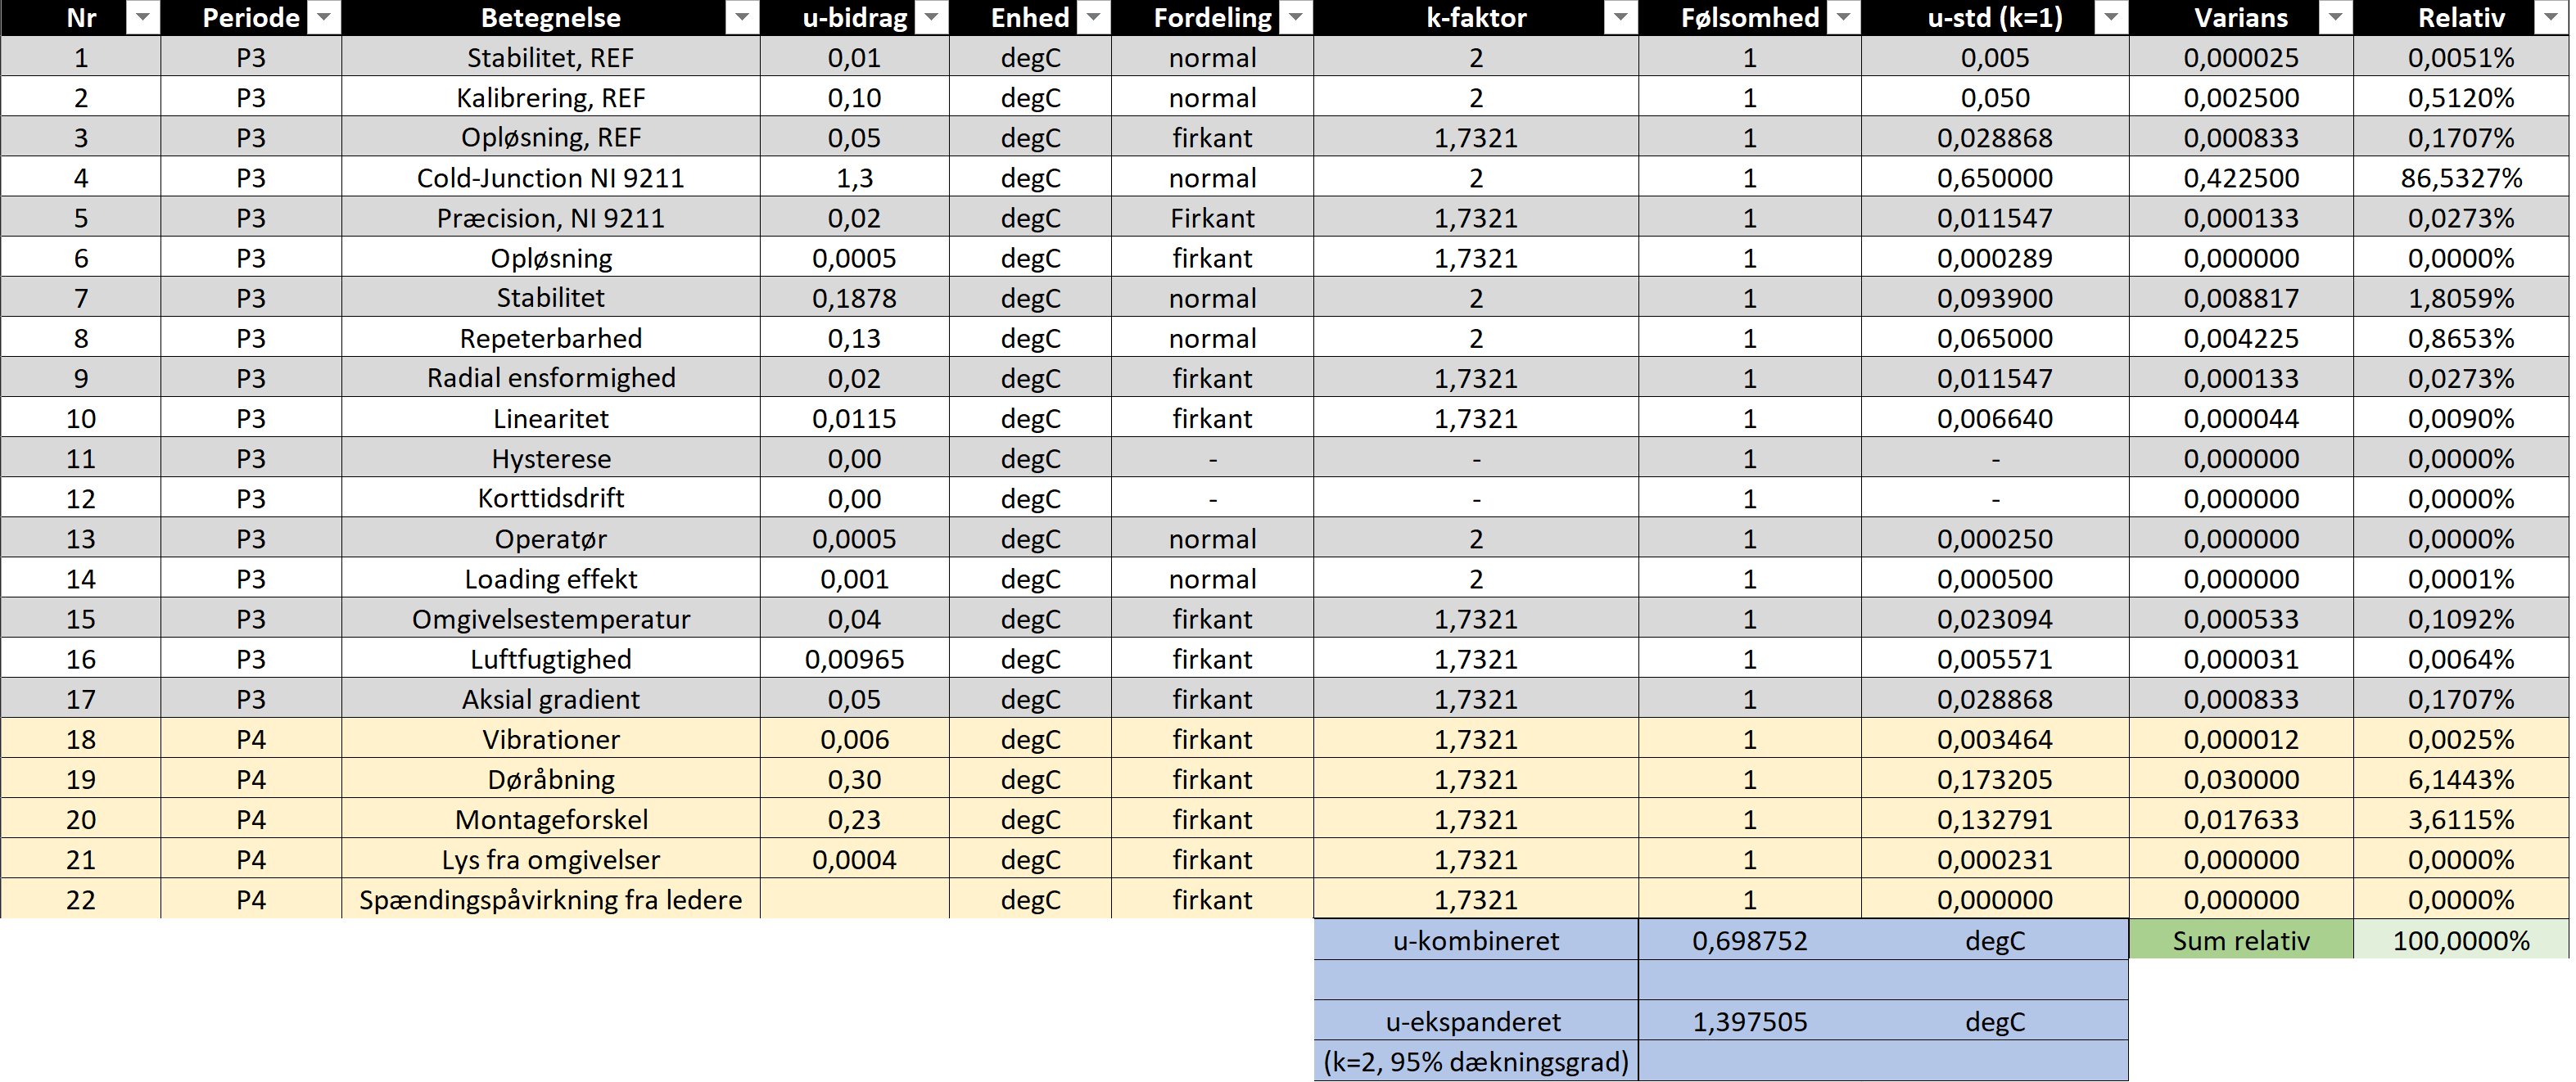 Nr Periode Betegnelse u-bidrag Enhed Fordeling k-faktor Følsomhed u-std (k=1) Varians Relativ
1 P3 Stabilitet, REF 0,01 degC normal 2 1 0,005 0,000025 0,0051%
2 P3 Kalibrering, REF 0,10 degC normal 2 1 0,050 0,002500 0,5120%
3 P3 Opløsning, REF 0,05 degC firkant 1,7321 1 0,028868 0,000833 0,1707%
4 P3 Cold-Junction NI 9211 1,3 degC normal 2 1 0,650000 0,422500 86,5327%
5 P3 Præcision, NI 9211 0,02 degC Firkant 1,7321 1 0,011547 0,000133 0,0273%
6 P3 Opløsning 0,0005 degC firkant 1,7321 1 0,000289 0,000000 0,0000%
7 P3 Stabilitet 0,1878 degC normal 2 1 0,093900 0,008817 1,8059%
8 P3 Repeterbarhed 0,13 degC normal 2 1 0,065000 0,004225 0,8653%
9 P3 Radial ensformighed 0,02 degC firkant 1,7321 1 0,011547 0,000133 0,0273%
10 P3 Linearitet 0,0115 degC firkant 1,7321 1 0,006640 0,000044 0,0090%
11 P3 Hysterese 0,00 degC - - 1 - 0,000000 0,0000%
12 P3 Korttidsdrift 0,00 degC - - 1 - 0,000000 0,0000%
13 P3 Operatør 0,0005 degC normal 2 1 0,000250 0,000000 0,0000%
14 P3 Loading effekt 0,001 degC normal 2 1 0,000500 0,000000 0,0001%
15 P3 Omgivelsestemperatur 0,04 degC firkant 1,7321 1 0,023094 0,000533 0,1092%
16 P3 Luftfugtighed 0,00965 degC firkant 1,7321 1 0,005571 0,000031 0,0064%
17 P3 Aksial gradient 0,05 degC firkant 1,7321 1 0,028868 0,000833 0,1707%
18 P4 Vibrationer 0,006 degC firkant 1,7321 1 0,003464 0,000012 0,0025%
19 P4 Døråbning 0,30 degC firkant 1,7321 1 0,173205 0,030000 6,1443%
20 P4 Montageforskel 0,23 degC firkant 1,7321 1 0,132791 0,017633 3,6115%
21 P4 Lys fra omgivelser 0,0004 degC firkant 1,7321 1 0,000231 0,000000 0,0000%
22 P4 Spændingspåvirkning fra ledere degC firkant 1,7321 1 0,000000 0,000000 0,0000%
u-kombineret 0,698752 degC Sum relativ 100,0000%
u-ekspanderet 1,397505 degC
(k=2, 95% dækningsgrad)